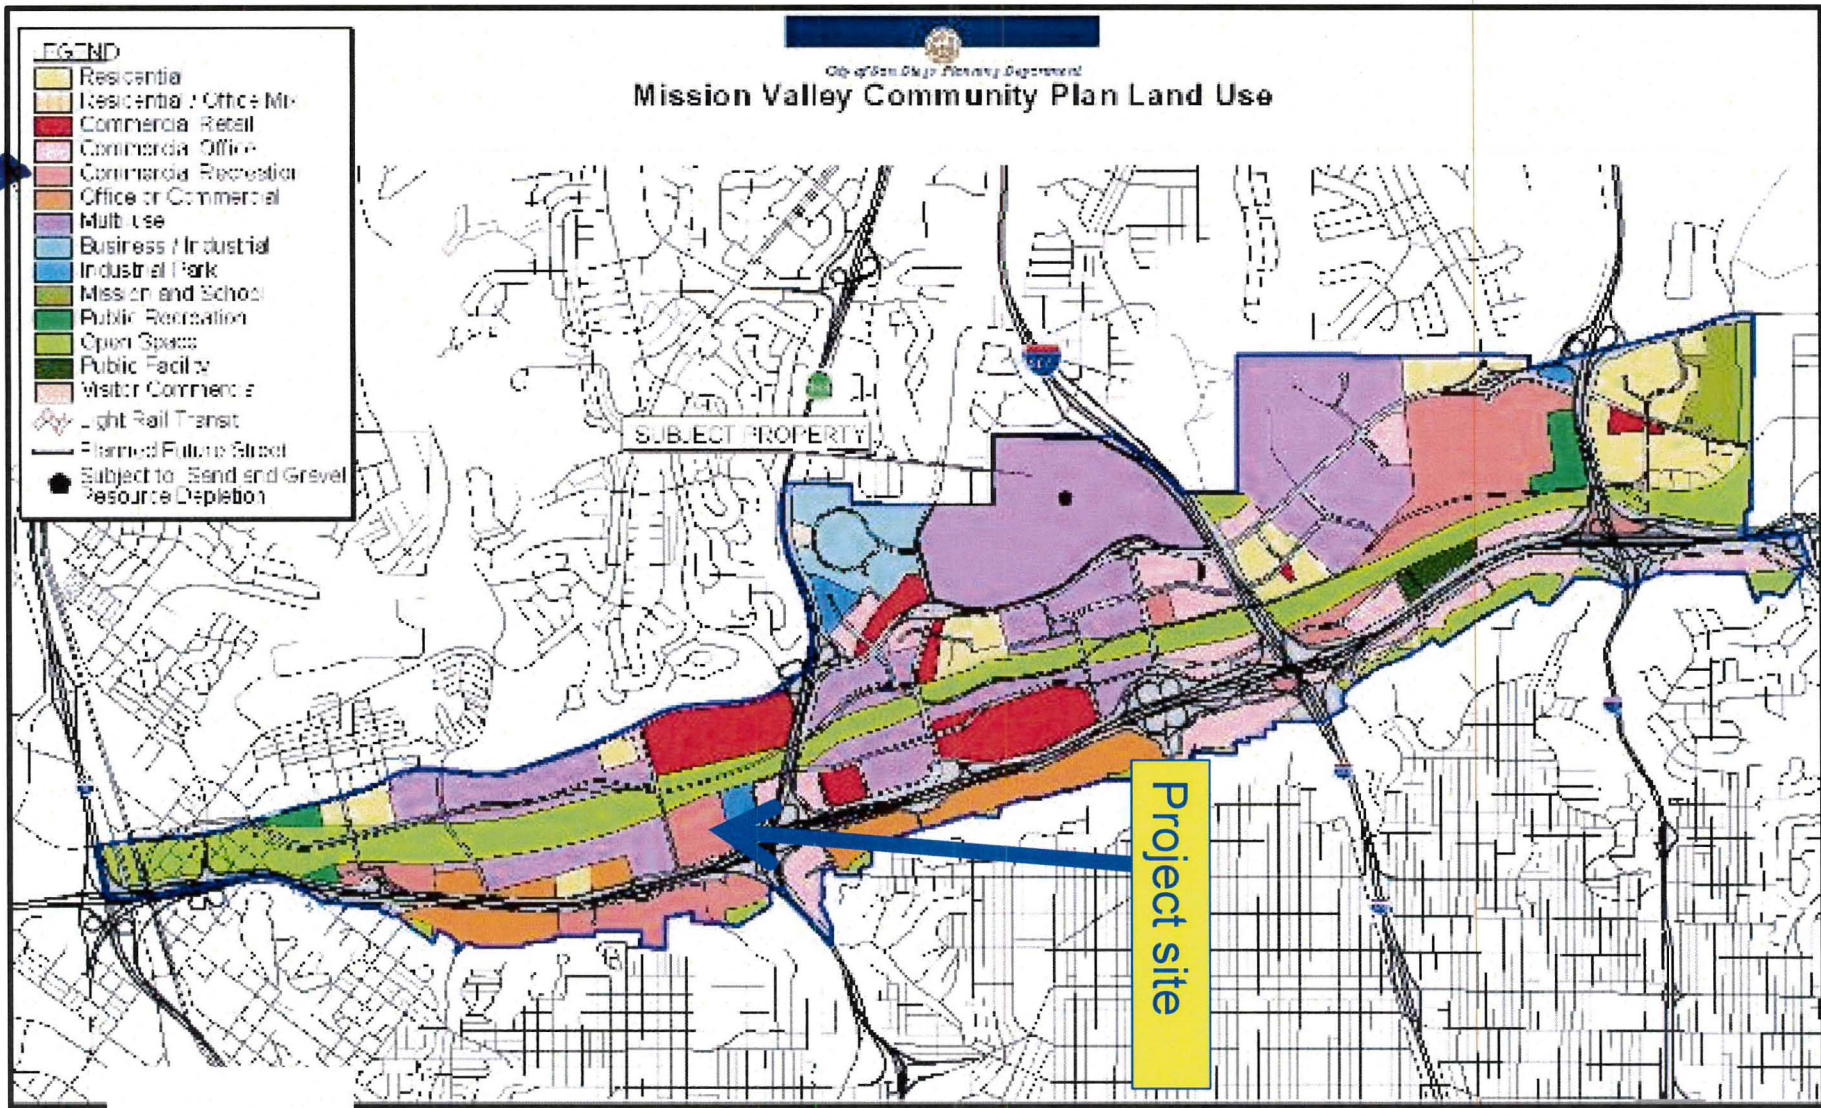 LEGEND
Residential
Residential / Office Mix
Commercial Retail
Commercial Office
Commercial Recreation
Office or Commercial
Multi use
Business / Industrial
Industrial Park
Mission and School
Public Recreation
Open Space
Public Facility
Visitor Commercial
Light Rail Transit
Planned Future Street
Subject to Sand and Gravel
Resource Depletion
City of San Diego Planning Department
Mission Valley Community Plan Land Use
SUBJECT PROPERTY
Project site